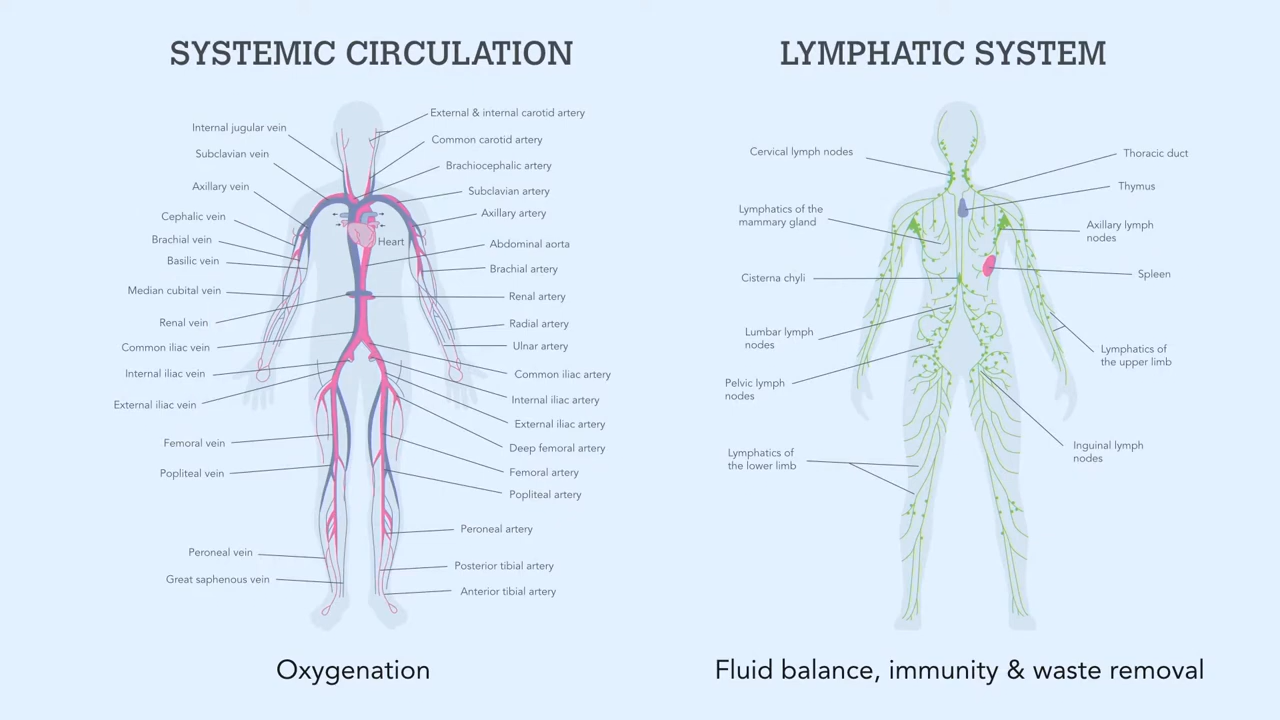 SYSTEMIC CIRCULATION
Internal jugular vein
Subclavian vein
Axillary vein
Cephalic vein
Brachial vein
Basilic vein
Median cubital vein
Renal vein
Common iliac vein
Internal iliac vein
External iliac vein
Femoral vein
Popliteal vein
Peroneal vein
Great saphenous vein
Heart
External & internal carotid artery
Common carotid artery
Brachiocephalic artery
Subclavian artery
Axillary artery
Abdominal aorta
Brachial artery
Renal artery
Radial artery
Ulnar artery
Common iliac artery
Internal iliac artery
External iliac artery
Deep femoral artery
Femoral artery
Popliteal artery
Peroneal artery
Posterior tibial artery
Anterior tibial artery
Oxygenation
LYMPHATIC SYSTEM
Cervical lymph nodes
Lymphatics of the
mammary gland
Cisterna chyli
Lumbar lymph
nodes
Pelvic lymph
nodes
Lymphatics of
the lower limb
Thoracic duct
Thymus
Axillary lymph
nodes
Spleen
Lymphatics of
the upper limb
Inguinal lymph
nodes
Fluid balance, immunity & waste removal